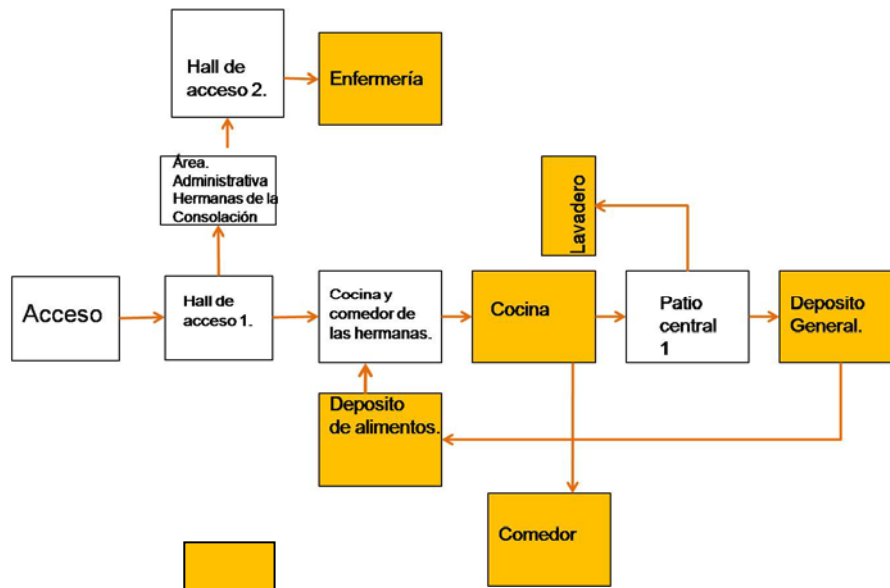 Hall de
acceso 2.
Enfermería
Área.
Administrativa
Hermanas de la
Consolación
Lavadero
Acceso
Hall de
acceso 1.
Cocina y
comedor de
las hermanas.
Cocina
Patio
central
1
Deposito
General.
Deposito
de alimentos.
Comedor